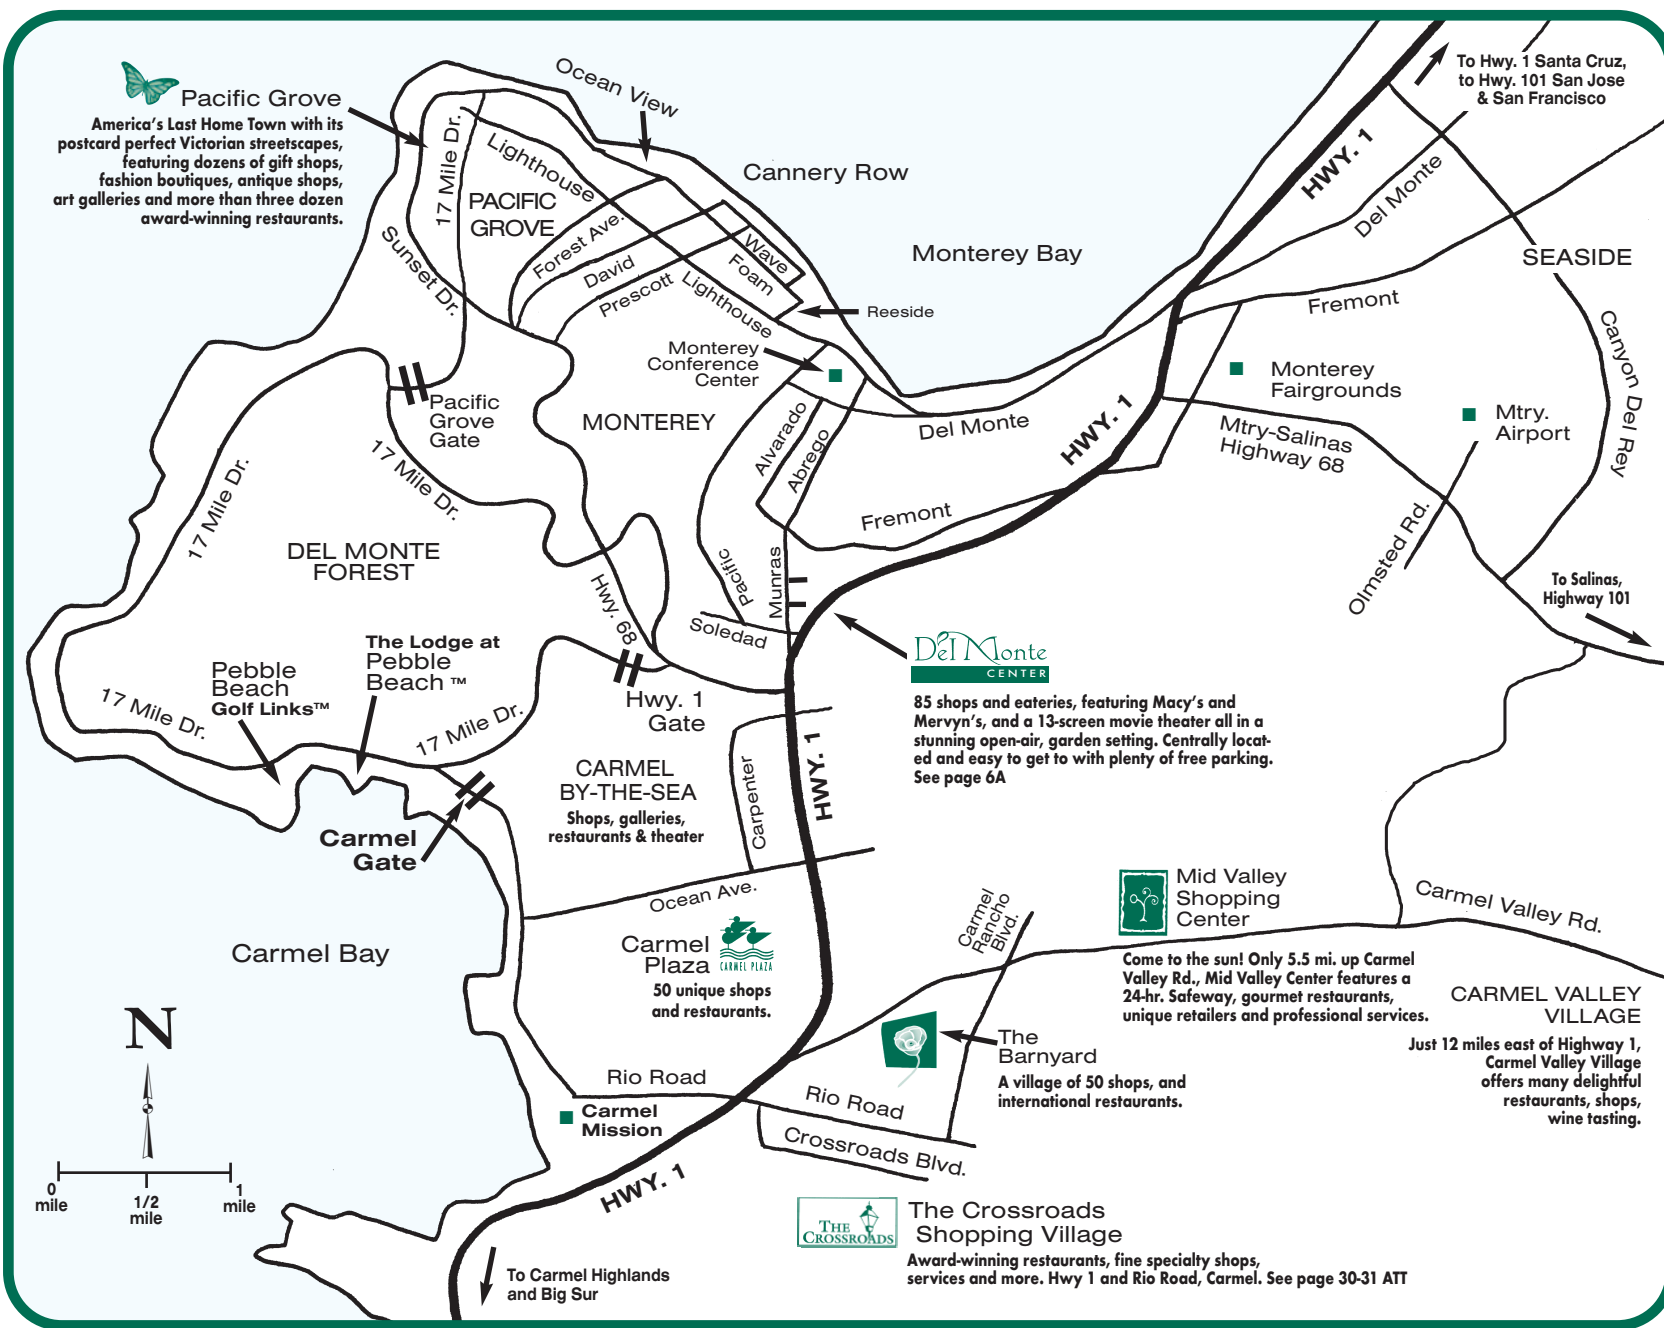 Pacific Grove
America's Last Home Town with its
postcard perfect Victorian streetscapes,
featuring dozens of gift shops,
fashion boutiques, antique shops,
art galleries and more than three dozen
award-winning restaurants.
Ocean View
17 Mile Dr.
Lighthouse
PACIFIC
GROVE
Sunset Dr.
Forest Ave.
David
Prescott
Lighthouse
Wave
Foam
Reeside
Cannery Row
Monterey Bay
HWY. 1
To Hwy. 1 Santa Cruz,
to Hwy. 101 San Jose
& San Francisco
Del Monte
SEASIDE
Fremont
Canyon Del Rey
Monterey
Conference
Center
Monterey
Fairgrounds
Mtry.
Airport
Mtry-Salinas
Highway 68
Olmsted Rd.
To Salinas,
Highway 101
Pacific
Grove
Gate
MONTEREY
Alvarado
Abrego
Del Monte
HWY. 1
Fremont
17 Mile Dr.
17 Mile Dr.
DEL MONTE
FOREST
Hwy. 68
Pacific
Munras
Soledad
Del Monte
CENTER
85 shops and eateries, featuring Macy's and
Mervyn's, and a 13-screen movie theater all in a
stunning open-air, garden setting. Centrally locat-
ed and easy to get to with plenty of free parking.
See page 6A
The Lodge at
Pebble
Beach ™
Pebble
Beach
Golf Links™
17 Mile Dr.
17 Mile Dr.
Hwy. 1
Gate
CARMEL
BY-THE-SEA
Shops, galleries,
restaurants & theater
Carpenter
HWY. 1
Carmel
Gate
Ocean Ave.
Carmel
Plaza
CARMEL PLAZA
50 unique shops
and restaurants.
Carmel Bay
Carmel
Rancho
Blvd.
Mid Valley
Shopping
Center
Come to the sun! Only 5.5 mi. up Carmel
Valley Rd., Mid Valley Center features a
24-hr. Safeway, gourmet restaurants,
unique retailers and professional services.
Carmel Valley Rd.
CARMEL VALLEY
VILLAGE
Just 12 miles east of Highway 1,
Carmel Valley Village
offers many delightful
restaurants, shops,
wine tasting.
The
Barnyard
A village of 50 shops, and
international restaurants.
Rio Road
Rio Road
Carmel
Mission
Crossroads Blvd.
HWY. 1
N
0
mile
1/2
mile
1
mile
THE
CROSSROADS
The Crossroads
Shopping Village
Award-winning restaurants, fine specialty shops,
services and more. Hwy 1 and Rio Road, Carmel. See page 30-31 ATT
To Carmel Highlands
and Big Sur